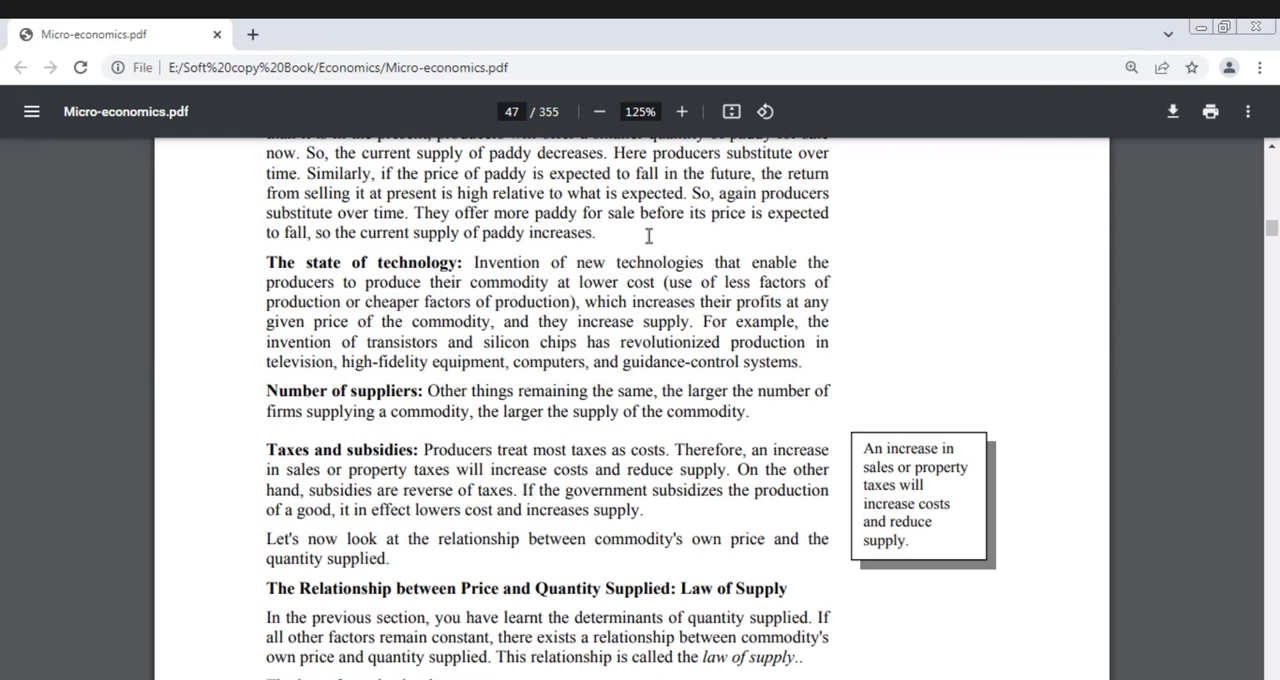 Micro-economics.pdf
File
E:/Soft%20copy%20Book/Economics/Micro-economics.pdf
Micro-economics.pdf
47 / 355
125%
now. So, the current supply of paddy decreases. Here producers substitute over
time. Similarly, if the price of paddy is expected to fall in the future, the return
from selling it at present is high relative to what is expected. So, again producers
substitute over time. They offer more paddy for sale before its price is expected
to fall, so the current supply of paddy increases.
The state of technology: Invention of new technologies that enable the
producers to produce their commodity at lower cost (use of less factors of
production or cheaper factors of production), which increases their profits at any
given price of the commodity, and they increase supply. For example, the
invention of transistors and silicon chips has revolutionized production in
television, high-fidelity equipment, computers, and guidance-control systems.
Number of suppliers: Other things remaining the same, the larger the number of
firms supplying a commodity, the larger the supply of the commodity.
Taxes and subsidies: Producers treat most taxes as costs. Therefore, an increase
in sales or property taxes will increase costs and reduce supply. On the other
hand, subsidies are reverse of taxes. If the government subsidizes the production
of a good, it in effect lowers cost and increases supply.
An increase in
sales or property
taxes will
increase costs
and reduce
supply.
Let's now look at the relationship between commodity's own price and the
quantity supplied.
The Relationship between Price and Quantity Supplied: Law of Supply
In the previous section, you have learnt the determinants of quantity supplied. If
all other factors remain constant, there exists a relationship between commodity's
own price and quantity supplied. This relationship is called the law of supply..